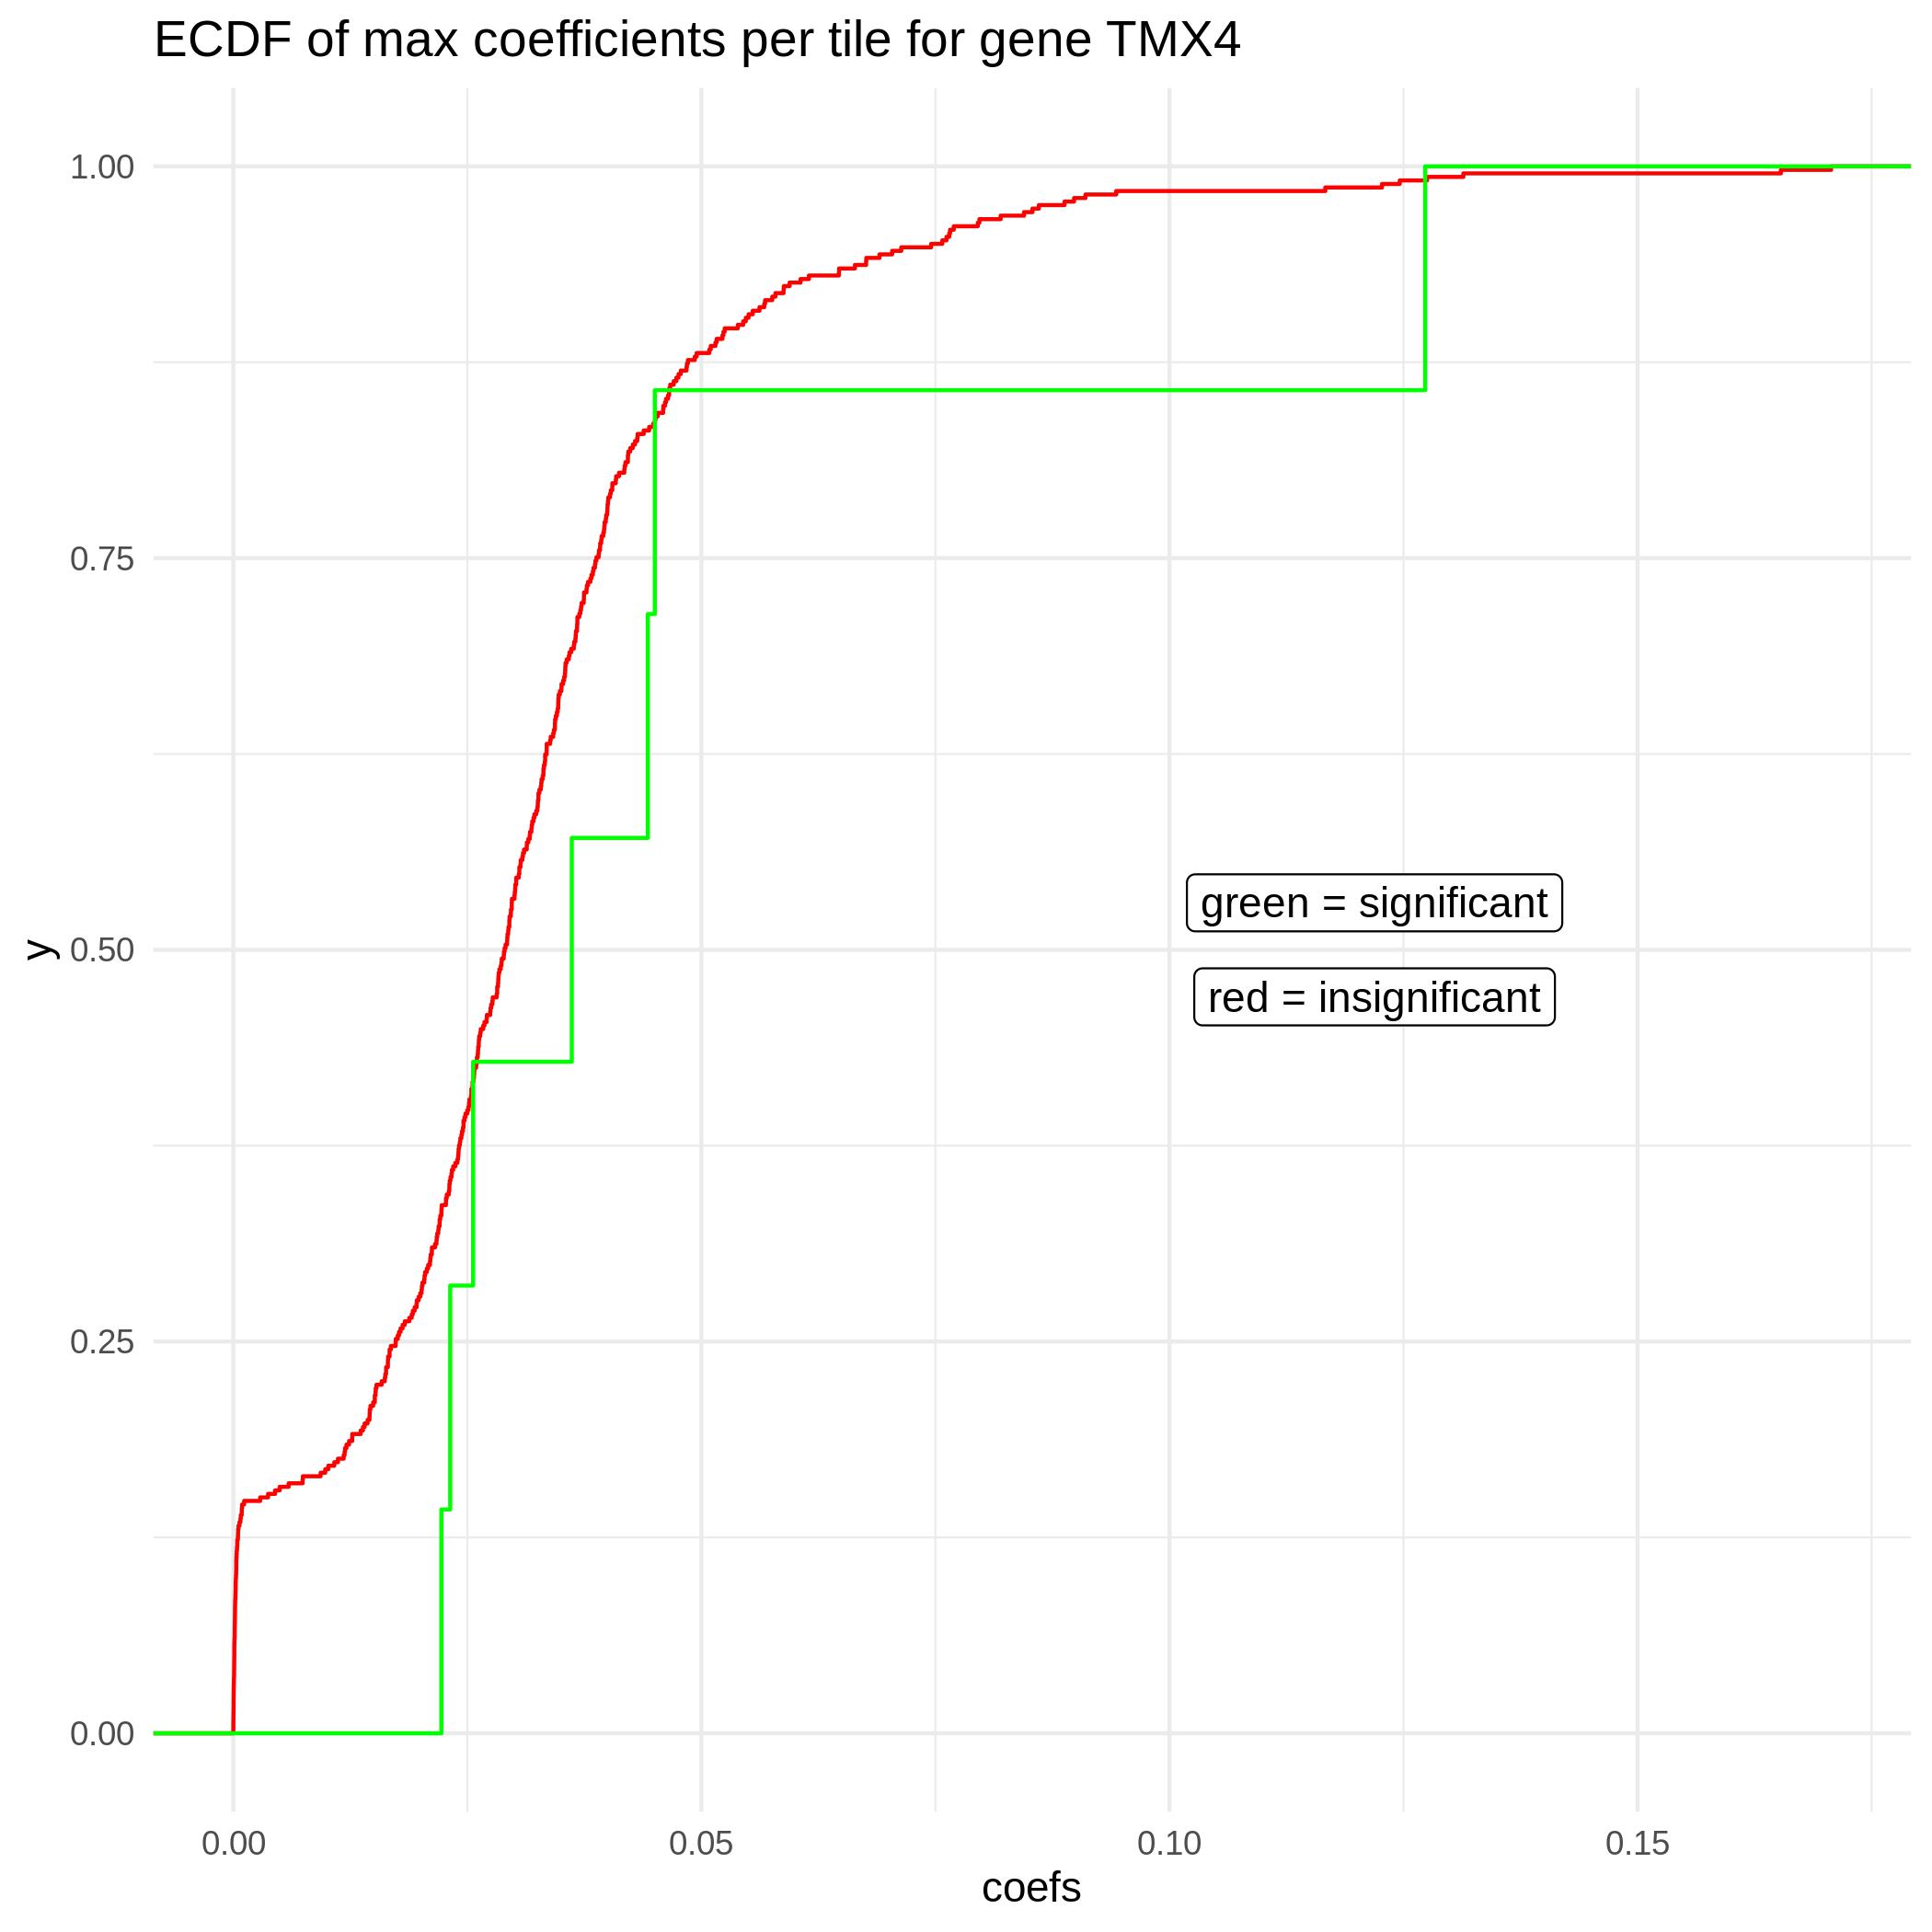 ECDF of max coefficients per tile for gene TMX4
1.00
0.75
y
0.50
0.25
0.00
green = significant
red = insignificant
0.00 0.05 0.10 0.15
coefs